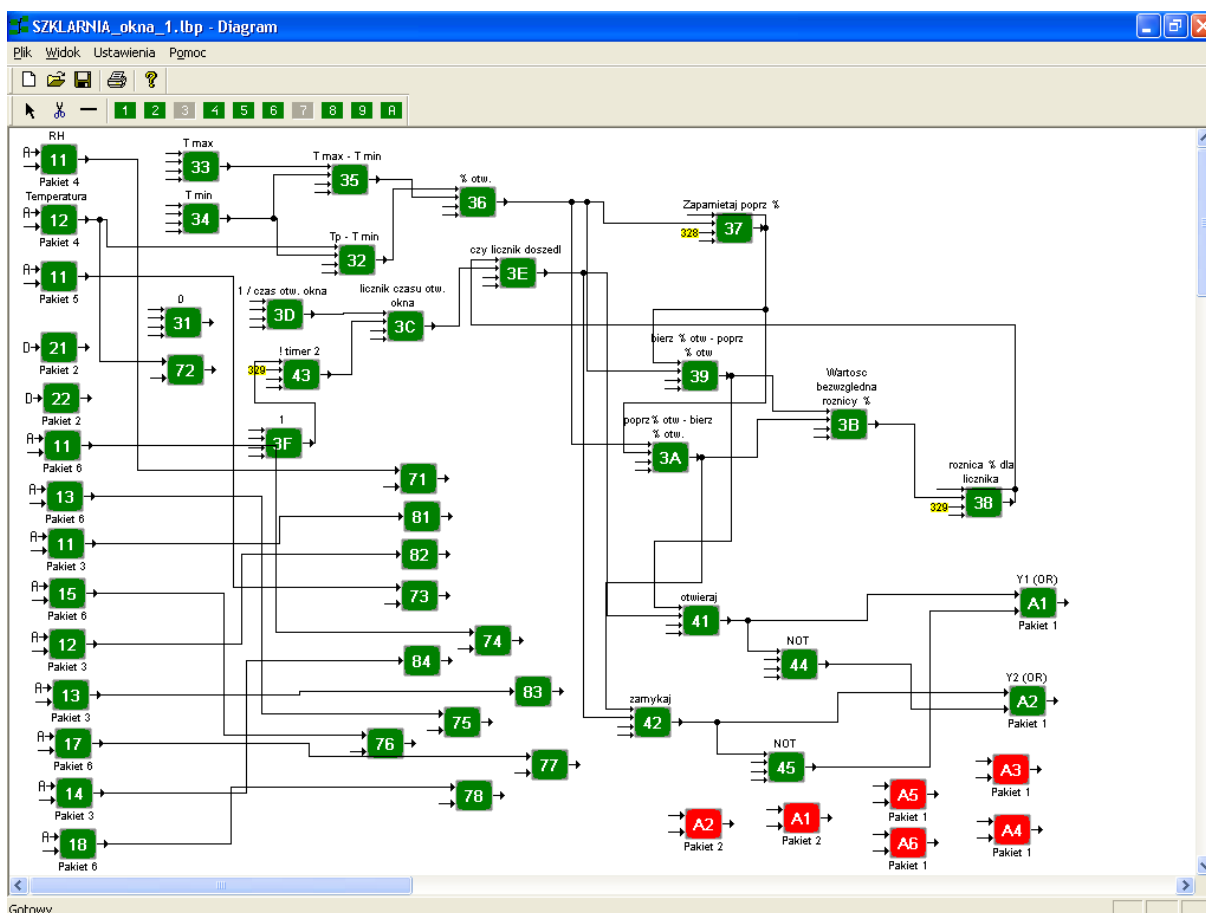 SZKLARNIA_okna_1.lbp - Diagram
Plik Widok Ustawienia Pomoc
1 2 3 4 5 6 7 8 9 A
RH
A
11
Pakiet 4
Temperatura
A
12
Pakiet 4
A
11
Pakiet 5
D
21
Pakiet 2
D
22
Pakiet 2
A
11
Pakiet 6
A
13
Pakiet 6
A
11
Pakiet 3
A
15
Pakiet 6
A
12
Pakiet 3
A
13
Pakiet 3
A
17
Pakiet 6
A
14
Pakiet 3
A
18
Pakiet 6
T max
33
T min
34
T max - T min
35
Tp - T min
32
% otw.
36
0
31
72
1 / czas otw. okna
3D
! timer 2
329
43
1
3F
licznik czasu otw.
okna
3C
czy licznik doszedl
3E
Zapamietaj poprz %
328
37
bierz % otw - poprz
% otw
39
poprz % otw - bierz
% otw.
3A
Wartosc
bezwzgledna
roznicy %
3B
roznica % dla
licznika
329
38
71
81
82
73
74
84
83
75
76
77
78
otwieraj
41
NOT
44
zamykaj
42
NOT
45
Y1 (OR)
A1
Pakiet 1
Y2 (OR)
A2
Pakiet 1
A3
Pakiet 1
A5
Pakiet 1
A2
Pakiet 2
A1
Pakiet 2
A6
Pakiet 1
A4
Pakiet 1
Gotowy